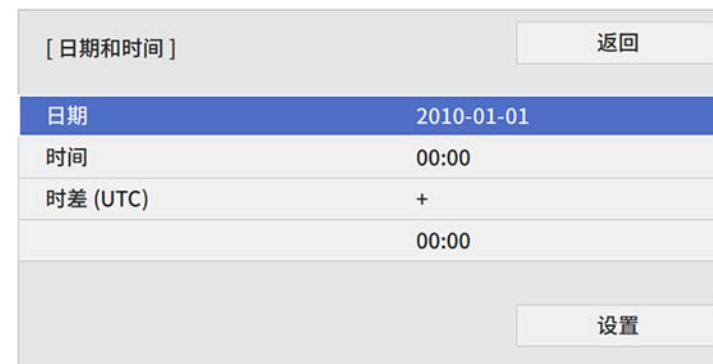 [ 日期和时间 ]
返回
日期 2010-01-01
时间 00:00
时差 (UTC) +
00:00
设置